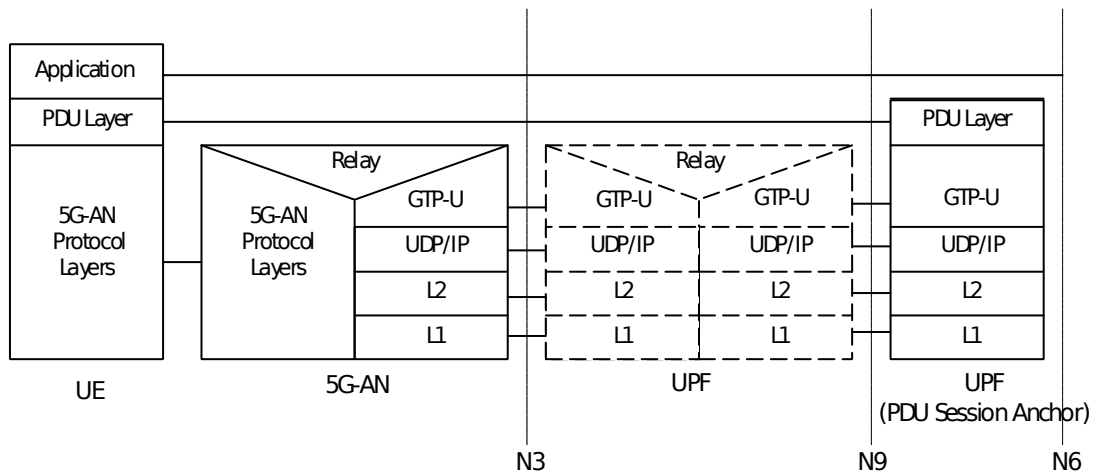 Application
PDU Layer
PDU Layer
Relay
Relay
GTP-U
GTP-U
GTP-U
GTP-U
5G-AN
Protocol
Layers
5G-AN
Protocol
Layers
UDP/IP
UDP/IP
UDP/IP
UDP/IP
L2
L2
L2
L2
L1
L1
L1
L1
UE
5G-AN
UPF
UPF
(PDU Session Anchor)
N3
N9
N6